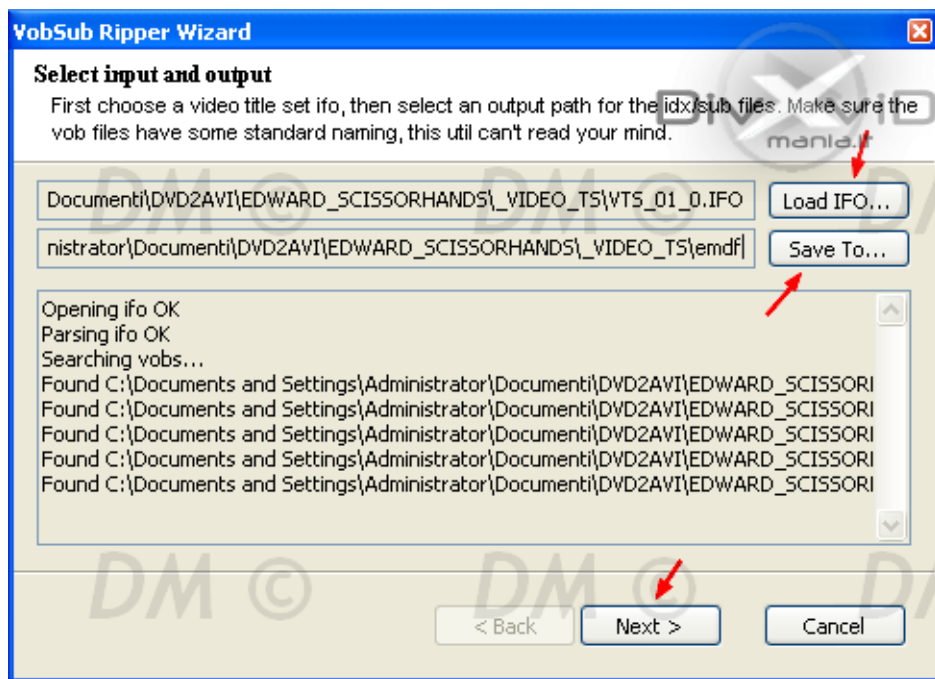 VobSub Ripper Wizard
Select input and output
First choose a video title set ifo, then select an output path for the idx/sub files. Make sure the
vob files have some standard naming, this util can't read your mind.
mania.it
DM © DM © D
Documenti\DVD2AVI\EDWARD_SCISSORHANDS\_VIDEO_TS\VTS_01_0.IFO
Load IFO...
nistrator\Documenti\DVD2AVI\EDWARD_SCISSORHANDS\_VIDEO_TS\emdf
Save To...
Opening ifo OK
Parsing ifo OK
Searching vobs...
Found C:\Documents and Settings\Administrator\Documenti\DVD2AVI\EDWARD_SCISSORI
Found C:\Documents and Settings\Administrator\Documenti\DVD2AVI\EDWARD_SCISSORI
Found C:\Documents and Settings\Administrator\Documenti\DVD2AVI\EDWARD_SCISSORI
Found C:\Documents and Settings\Administrator\Documenti\DVD2AVI\EDWARD_SCISSORI
Found C:\Documents and Settings\Administrator\Documenti\DVD2AVI\EDWARD_SCISSORI
DM © DM © D
< Back
Next >
Cancel